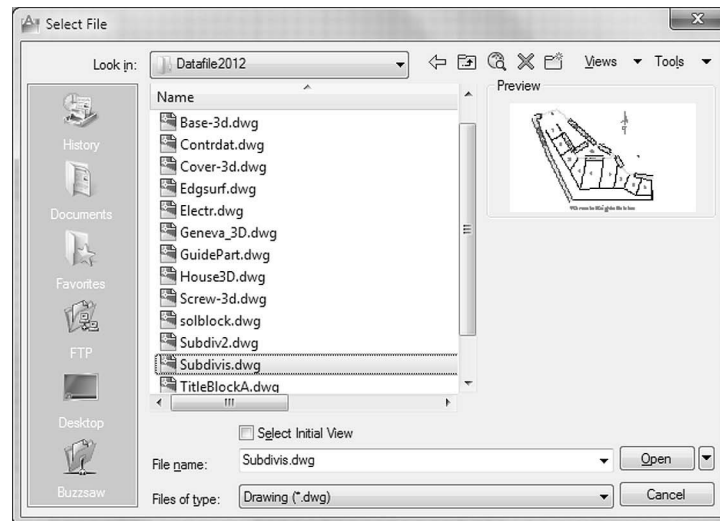 Select File
Look in: Datafile2012 Views Tools
Name
Preview
Base-3d.dwg
Contrdat.dwg
Cover-3d.dwg
Edgsurf.dwg
Electr.dwg
Geneva_3D.dwg
GuidePart.dwg
House3D.dwg
Screw-3d.dwg
solblock.dwg
Subdiv2.dwg
Subdivis.dwg
TitleBlockA.dwg
History
Documents
Favorites
FTP
Desktop
Buzzsaw
Select Initial View
File name: Subdivis.dwg Open
Files of type: Drawing (*.dwg) Cancel